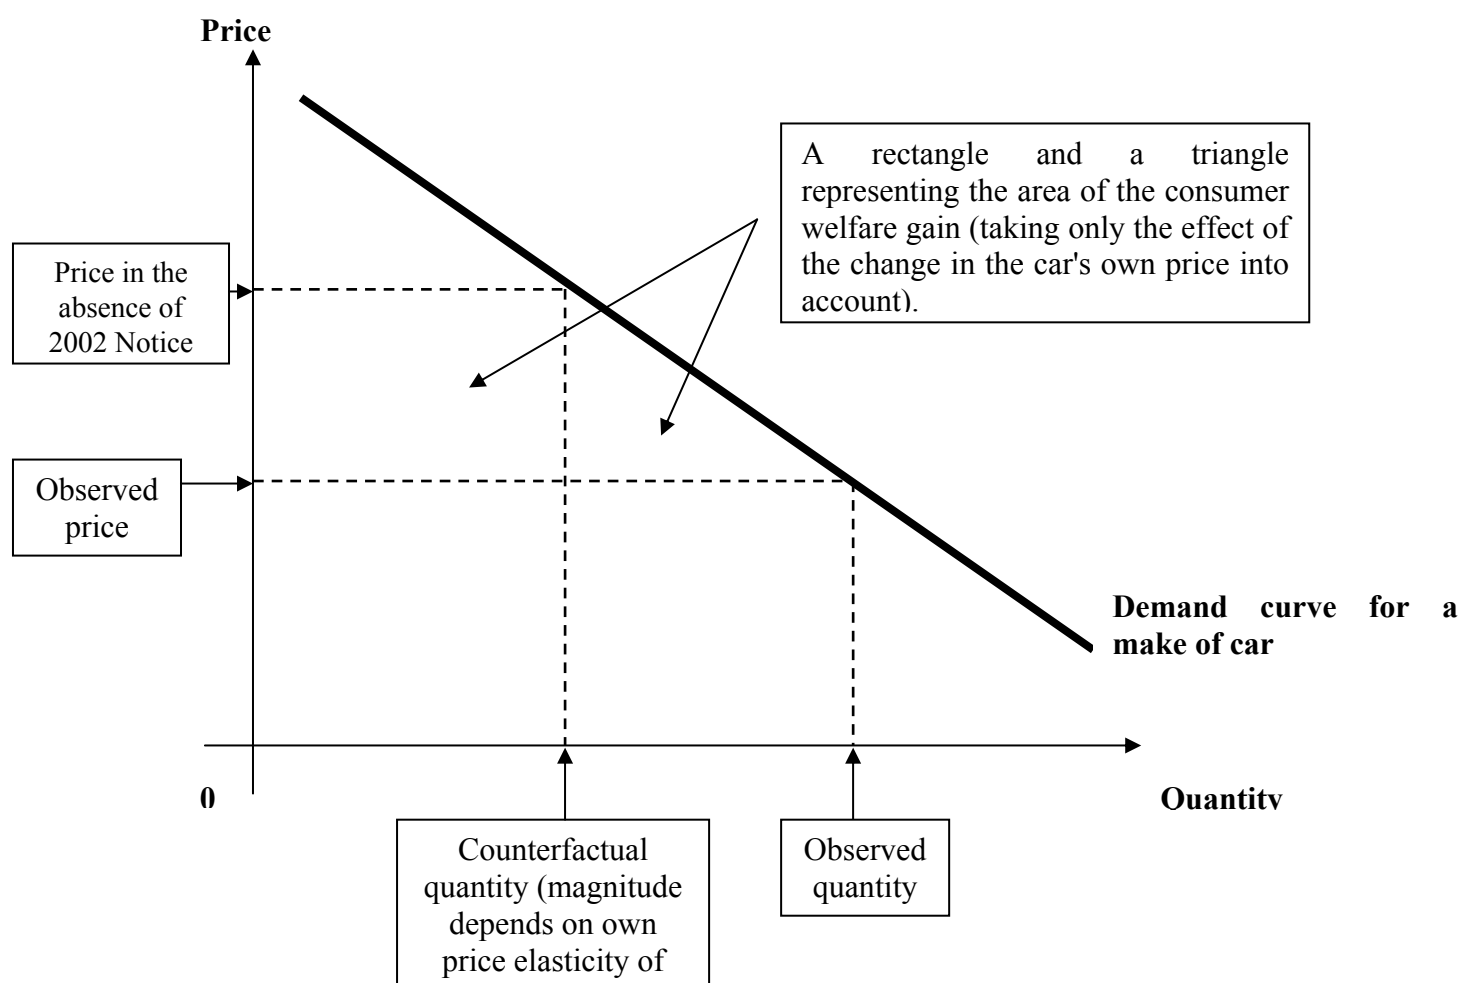 Price
A rectangle and a triangle
representing the area of the consumer
welfare gain (taking only the effect of
the change in the car's own price into
account).
Price in the
absence of
2002 Notice
Observed
price
Demand curve for a
make of car
0
Quantity
Counterfactual
quantity (magnitude
depends on own
price elasticity of
Observed
quantity